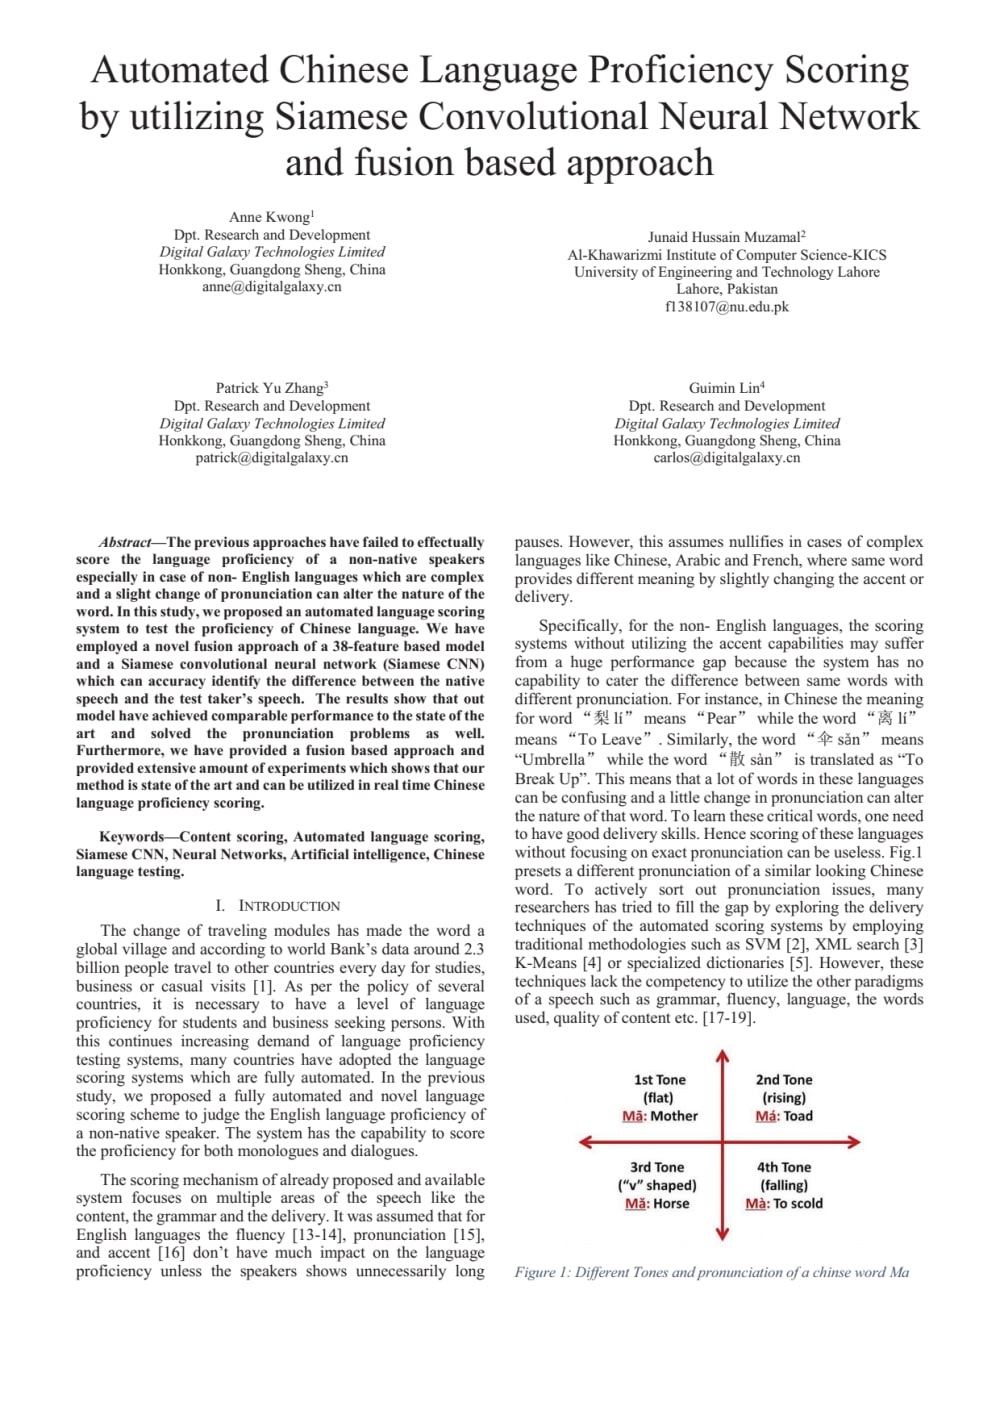 Automated Chinese Language Proficiency Scoring
by utilizing Siamese Convolutional Neural Network
and fusion based approach
Anne Kwong1
Dpt. Research and Development
Digital Galaxy Technologies Limited
Honkkong, Guangdong Sheng, China
anne@digitalgalaxy.cn
Junaid Hussain Muzamal2
Al-Khawarizmi Institute of Computer Science-KICS
University of Engineering and Technology Lahore
Lahore, Pakistan
f138107@nu.edu.pk
Patrick Yu Zhang3
Dpt. Research and Development
Digital Galaxy Technologies Limited
Honkkong, Guangdong Sheng, China
patrick@digitalgalaxy.cn
Guimin Lin4
Dpt. Research and Development
Digital Galaxy Technologies Limited
Honkkong, Guangdong Sheng, China
carlos@digitalgalaxy.cn
Abstract—The previous approaches have failed to effectually
score the language proficiency of a non-native speakers
especially in case of non- English languages which are complex
and a slight change of pronunciation can alter the nature of the
word. In this study, we proposed an automated language scoring
system to test the proficiency of Chinese language. We have
employed a novel fusion approach of a 38-feature based model
and a Siamese convolutional neural network (Siamese CNN)
which can accuracy identify the difference between the native
speech and the test taker's speech. The results show that out
model have achieved comparable performance to the state of the
art and solved the pronunciation problems as well.
Furthermore, we have provided a fusion based approach and
provided extensive amount of experiments which shows that our
method is state of the art and can be utilized in real time Chinese
language proficiency scoring.
Keywords—Content scoring, Automated language scoring,
Siamese CNN, Neural Networks, Artificial intelligence, Chinese
language testing.
I. INTRODUCTION
The change of traveling modules has made the word a
global village and according to world Bank's data around 2.3
billion people travel to other countries every day for studies,
business or casual visits [1]. As per the policy of several
countries, it is necessary to have a level of language
proficiency for students and business seeking persons. With
this continues increasing demand of language proficiency
testing systems, many countries have adopted the language
scoring systems which are fully automated. In the previous
study, we proposed a fully automated and novel language
scoring scheme to judge the English language proficiency of
a non-native speaker. The system has the capability to score
the proficiency for both monologues and dialogues.
The scoring mechanism of already proposed and available
system focuses on multiple areas of the speech like the
content, the grammar and the delivery. It was assumed that for
English languages the fluency [13-14], pronunciation [15],
and accent [16] don't have much impact on the language
proficiency unless the speakers shows unnecessarily long
pauses. However, this assumes nullifies in cases of complex
languages like Chinese, Arabic and French, where same word
provides different meaning by slightly changing the accent or
delivery.
Specifically, for the non- English languages, the scoring
systems without utilizing the accent capabilities may suffer
from a huge performance gap because the system has no
capability to cater the difference between same words with
different pronunciation. For instance, in Chinese the meaning
for word “梨 lí” means “Pear” while the word “离 lí”
means “To Leave”. Similarly, the word “伞 sǎn” means
“Umbrella” while the word “散 sàn” is translated as “To
Break Up”. This means that a lot of words in these languages
can be confusing and a little change in pronunciation can alter
the nature of that word. To learn these critical words, one need
to have good delivery skills. Hence scoring of these languages
without focusing on exact pronunciation can be useless. Fig.1
presets a different pronunciation of a similar looking Chinese
word. To actively sort out pronunciation issues, many
researchers has tried to fill the gap by exploring the delivery
techniques of the automated scoring systems by employing
traditional methodologies such as SVM [2], XML search [3]
K-Means [4] or specialized dictionaries [5]. However, these
techniques lack the competency to utilize the other paradigms
of a speech such as grammar, fluency, language, the words
used, quality of content etc. [17-19].
1st Tone
(flat)
Mā: Mother
2nd Tone
(rising)
Má: Toad
3rd Tone
(“v” shaped)
Mǎ: Horse
4th Tone
(falling)
Mà: To scold
Figure 1: Different Tones and pronunciation of a chinse word Ma